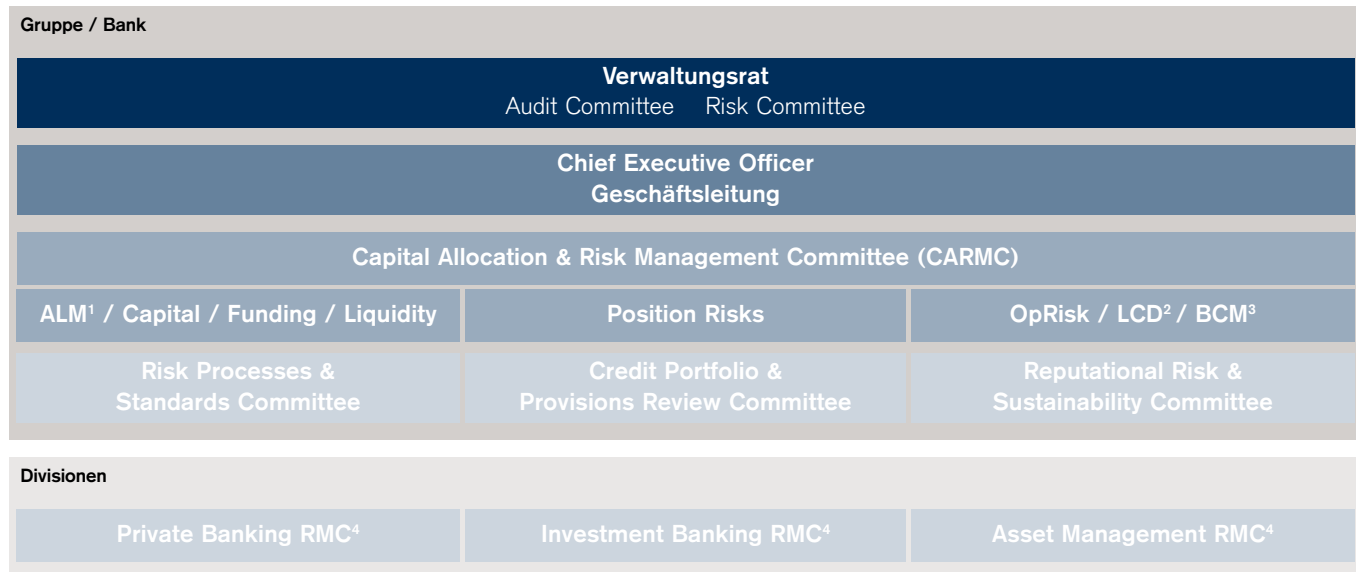 Gruppe / Bank
Verwaltungsrat
Audit Committee Risk Committee
Chief Executive Officer
Geschäftsleitung
Capital Allocation & Risk Management Committee (CARMC)
ALM¹ / Capital / Funding / Liquidity
Position Risks
OpRisk / LCD² / BCM³
Risk Processes &
Standards Committee
Credit Portfolio &
Provisions Review Committee
Reputational Risk &
Sustainability Committee
Divisionen
Private Banking RMC⁴
Investment Banking RMC⁴
Asset Management RMC⁴